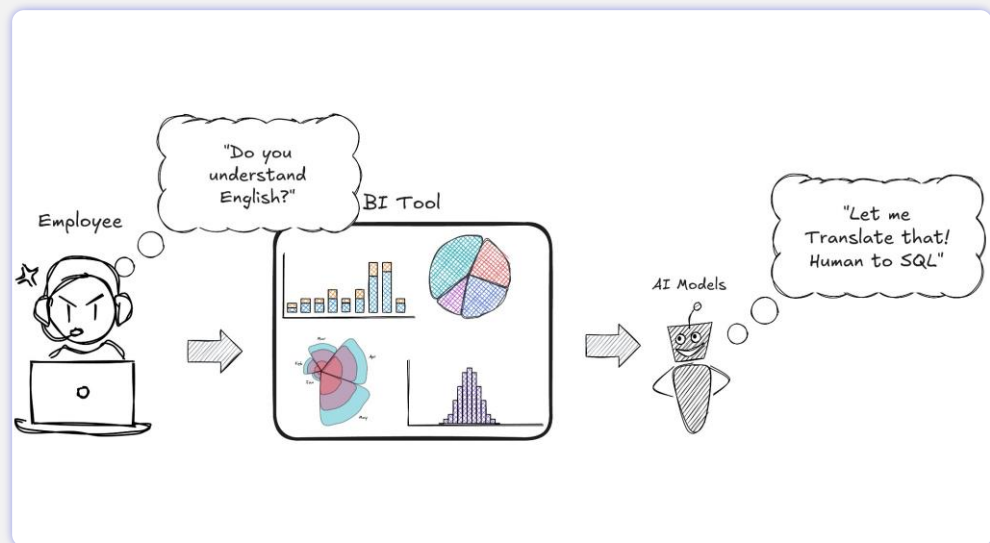 "Do you
understand
English?"
Employee
BI Tool
"Let me
Translate that!
Human to SQL"
AI Models